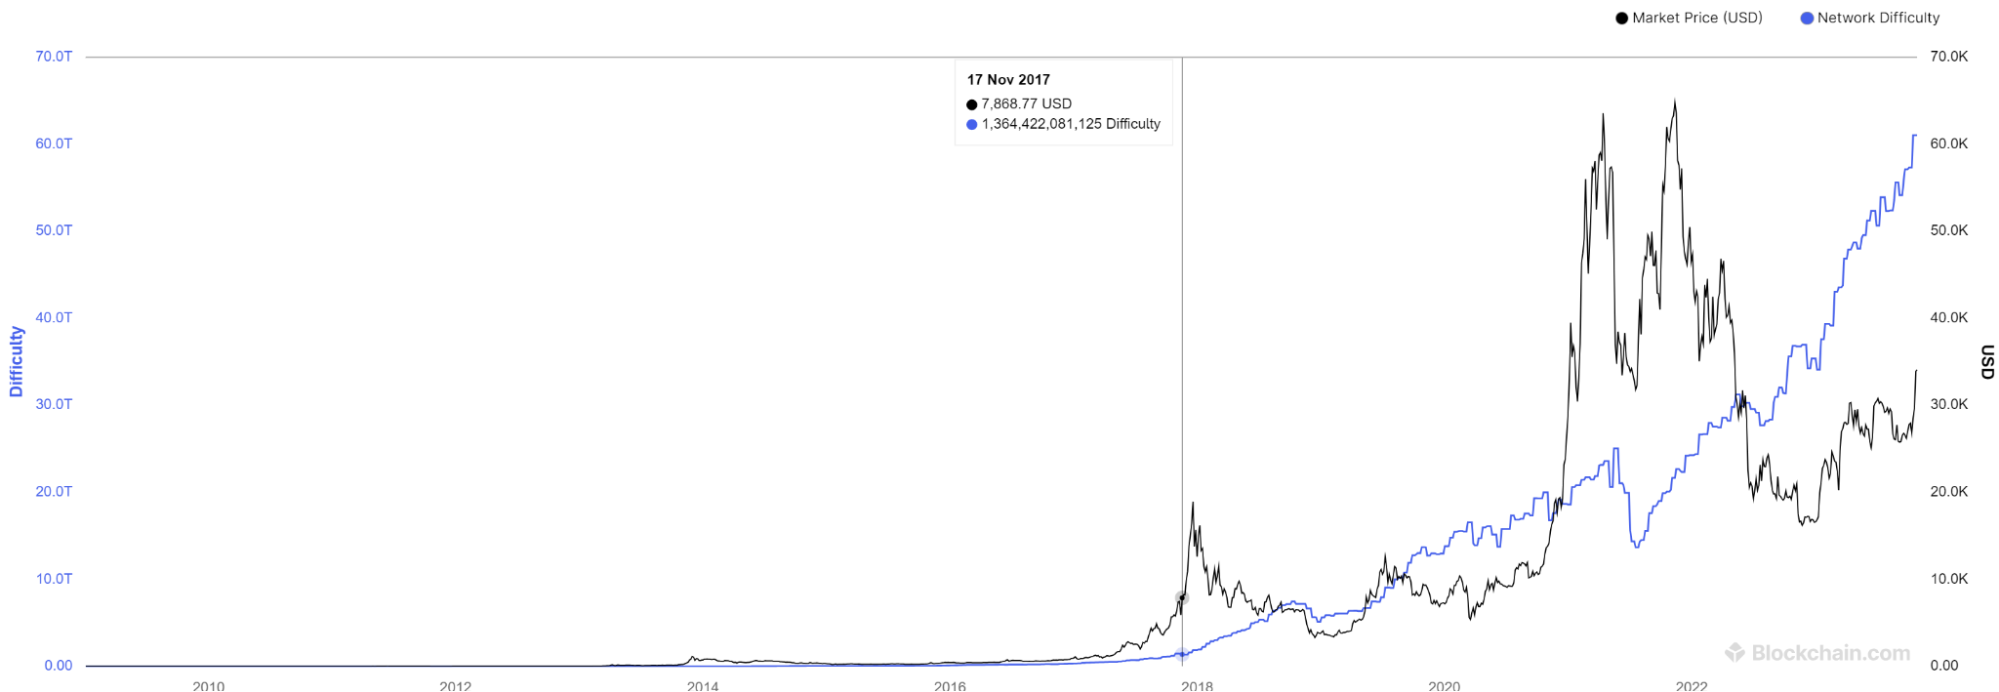 Market Price (USD) Network Difficulty
70.0T 70.0K
17 Nov 2017
7,868.77 USD
1,364,422,081,125 Difficulty
60.0T 60.0K
50.0T 50.0K
40.0T 40.0K
Difficulty USD
30.0T 30.0K
20.0T 20.0K
10.0T 10.0K
Blockchain.com
0.00 0.00
2010 2012 2014 2016 2018 2020 2022